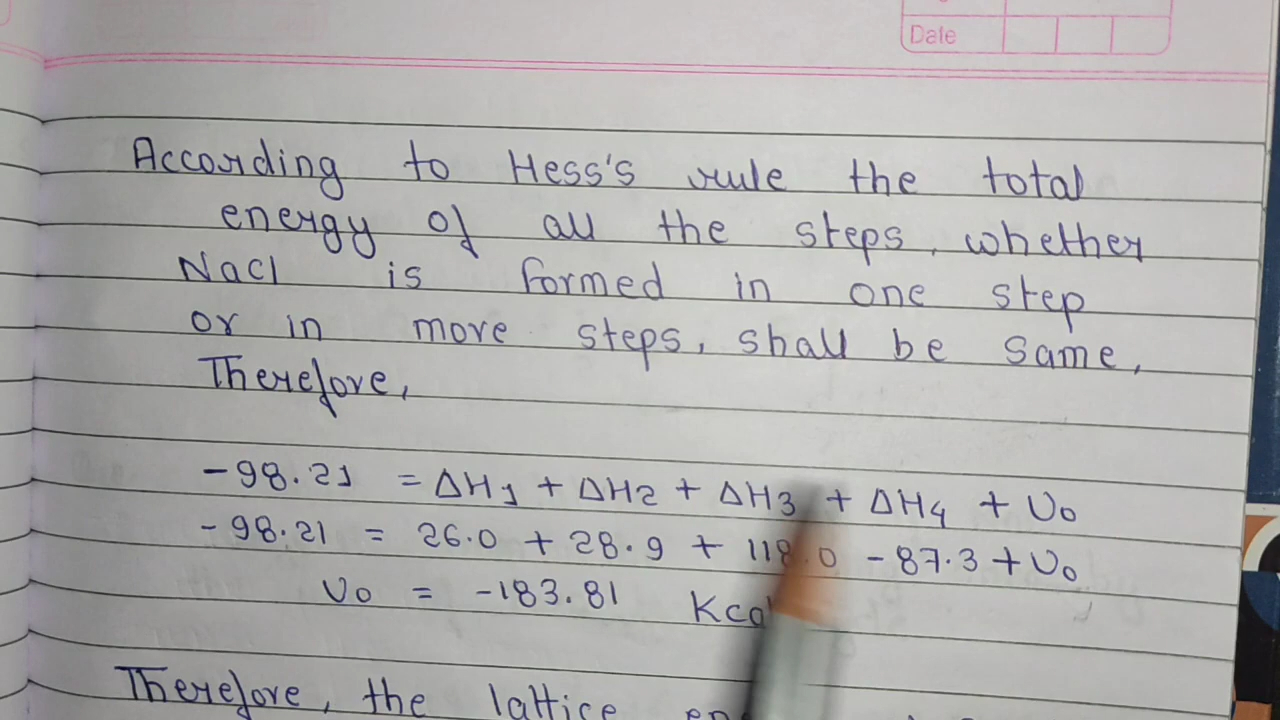 Date
According to Hess's rule the total
energy of all the steps, whether
Nacl is formed in one step
or in more steps, shall be same,
Therefore,
-98.21 = ΔH1 + ΔH2 + ΔH3 + ΔH4 + U0
-98.21 = 26.0 + 28.9 + 118.0 - 87.3 + U0
U0 = -183.81
Therefore, the lattice